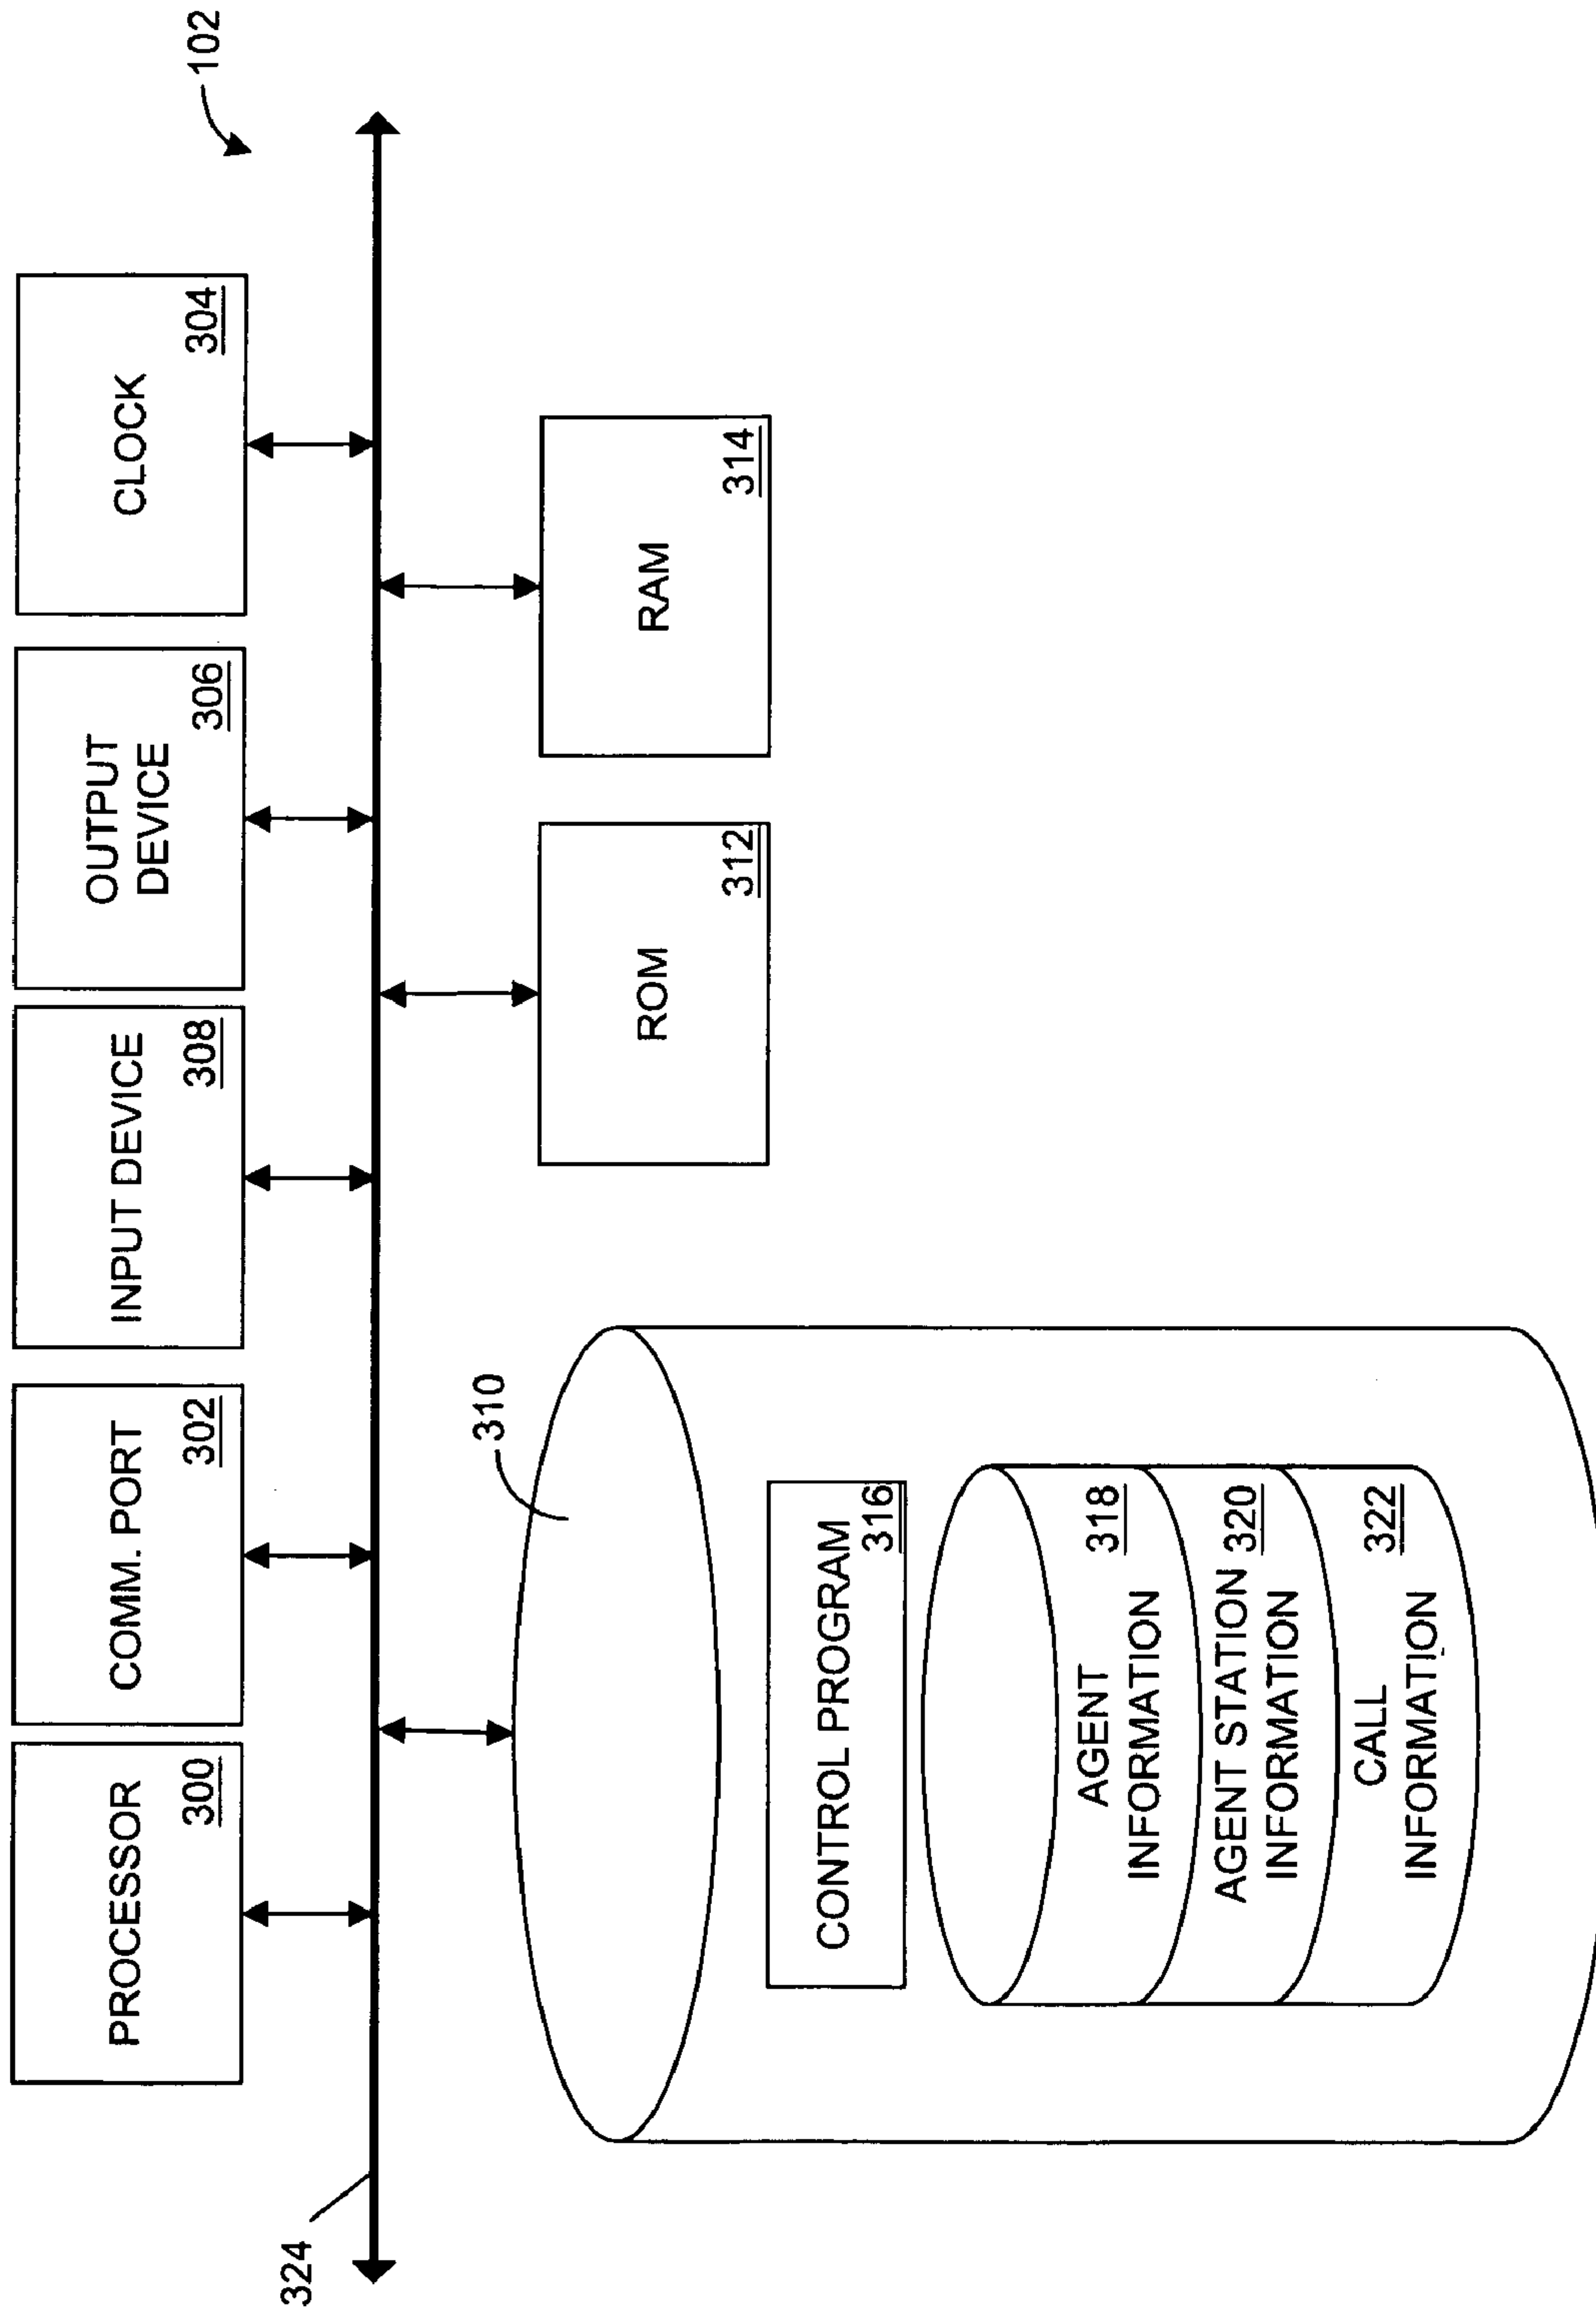 102
PROCESSOR
300
COMM. PORT
302
INPUT DEVICE
308
OUTPUT
DEVICE
306
CLOCK
304
324
310
ROM
312
RAM
314
CONTROL PROGRAM
316
AGENT
INFORMATION
318
AGENT STATION
INFORMATION
320
CALL
INFORMATION
322